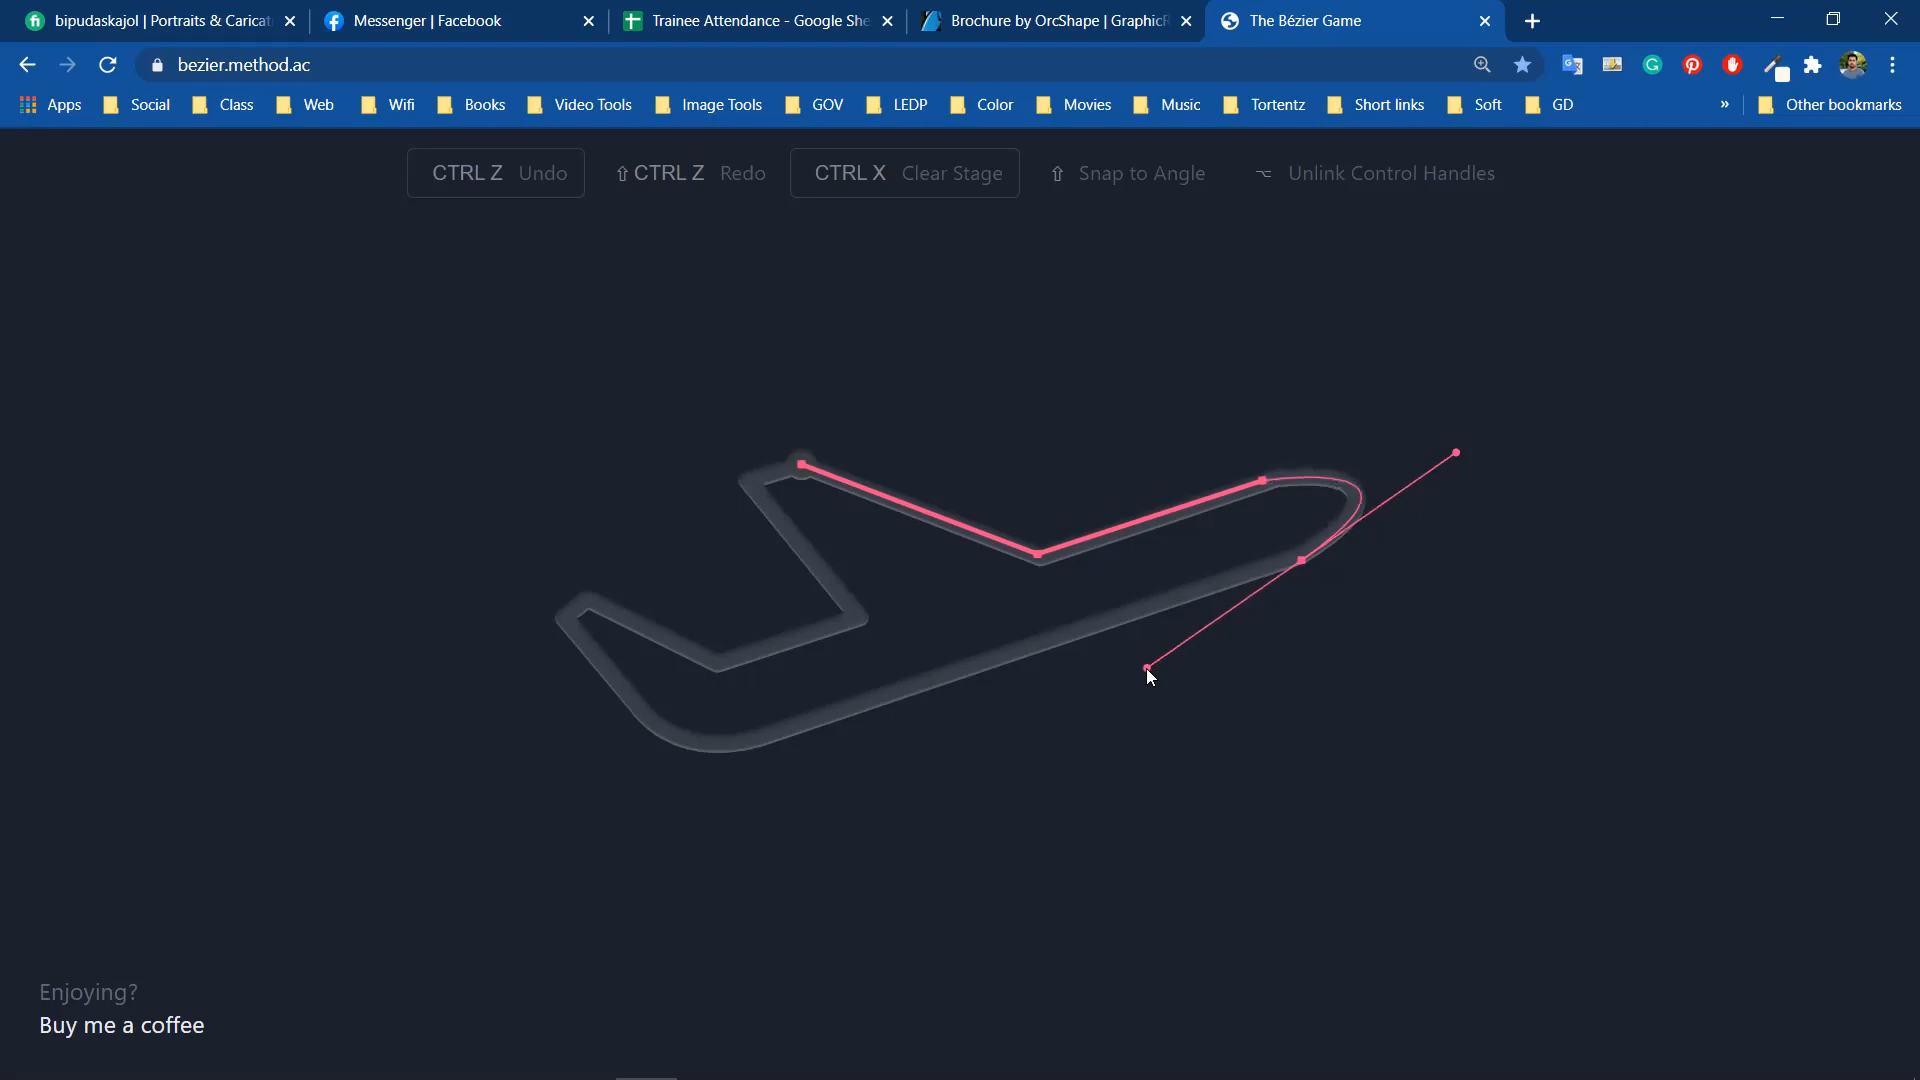 bipudaskajol | Portraits & Caricat
Messenger | Facebook
Trainee Attendance - Google She
Brochure by OrcShape | GraphicR
The Bézier Game
bezier.method.ac
Apps
Social
Class
Web
Wifi
Books
Video Tools
Image Tools
GOV
LEDP
Color
Movies
Music
Tortentz
Short links
Soft
GD
»
Other bookmarks
CTRL Z Undo
⇧CTRL Z Redo
CTRL X Clear Stage
⇧ Snap to Angle
⌥ Unlink Control Handles
Enjoying?
Buy me a coffee